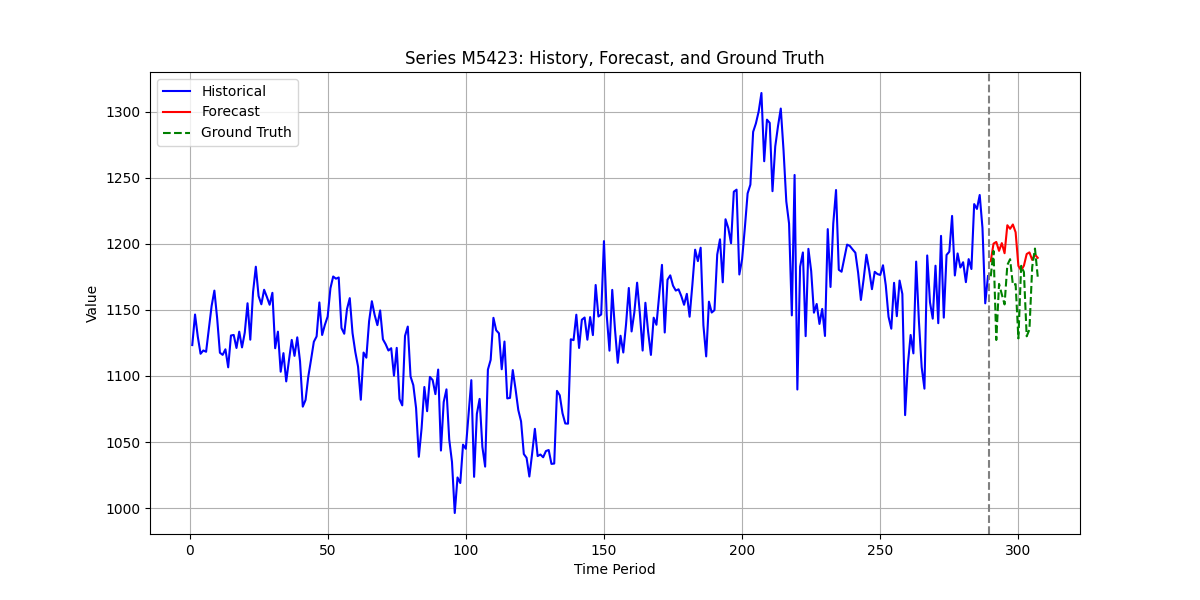 Series M5423: History, Forecast, and Ground Truth
Historical
Forecast
Ground Truth
Value
1300
1250
1200
1150
1100
1050
1000
0 50 100 150 200 250 300
Time Period